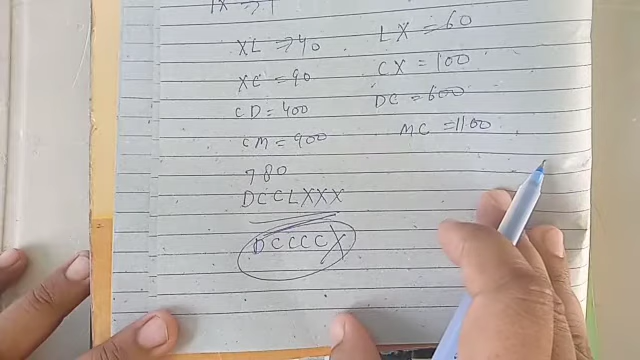 XL => 40
LX = 60
XC = 90
CX = 100
CD = 400
DC = 600
CM = 900
MC = 1100
780
DCCLXXX
DCCCCX